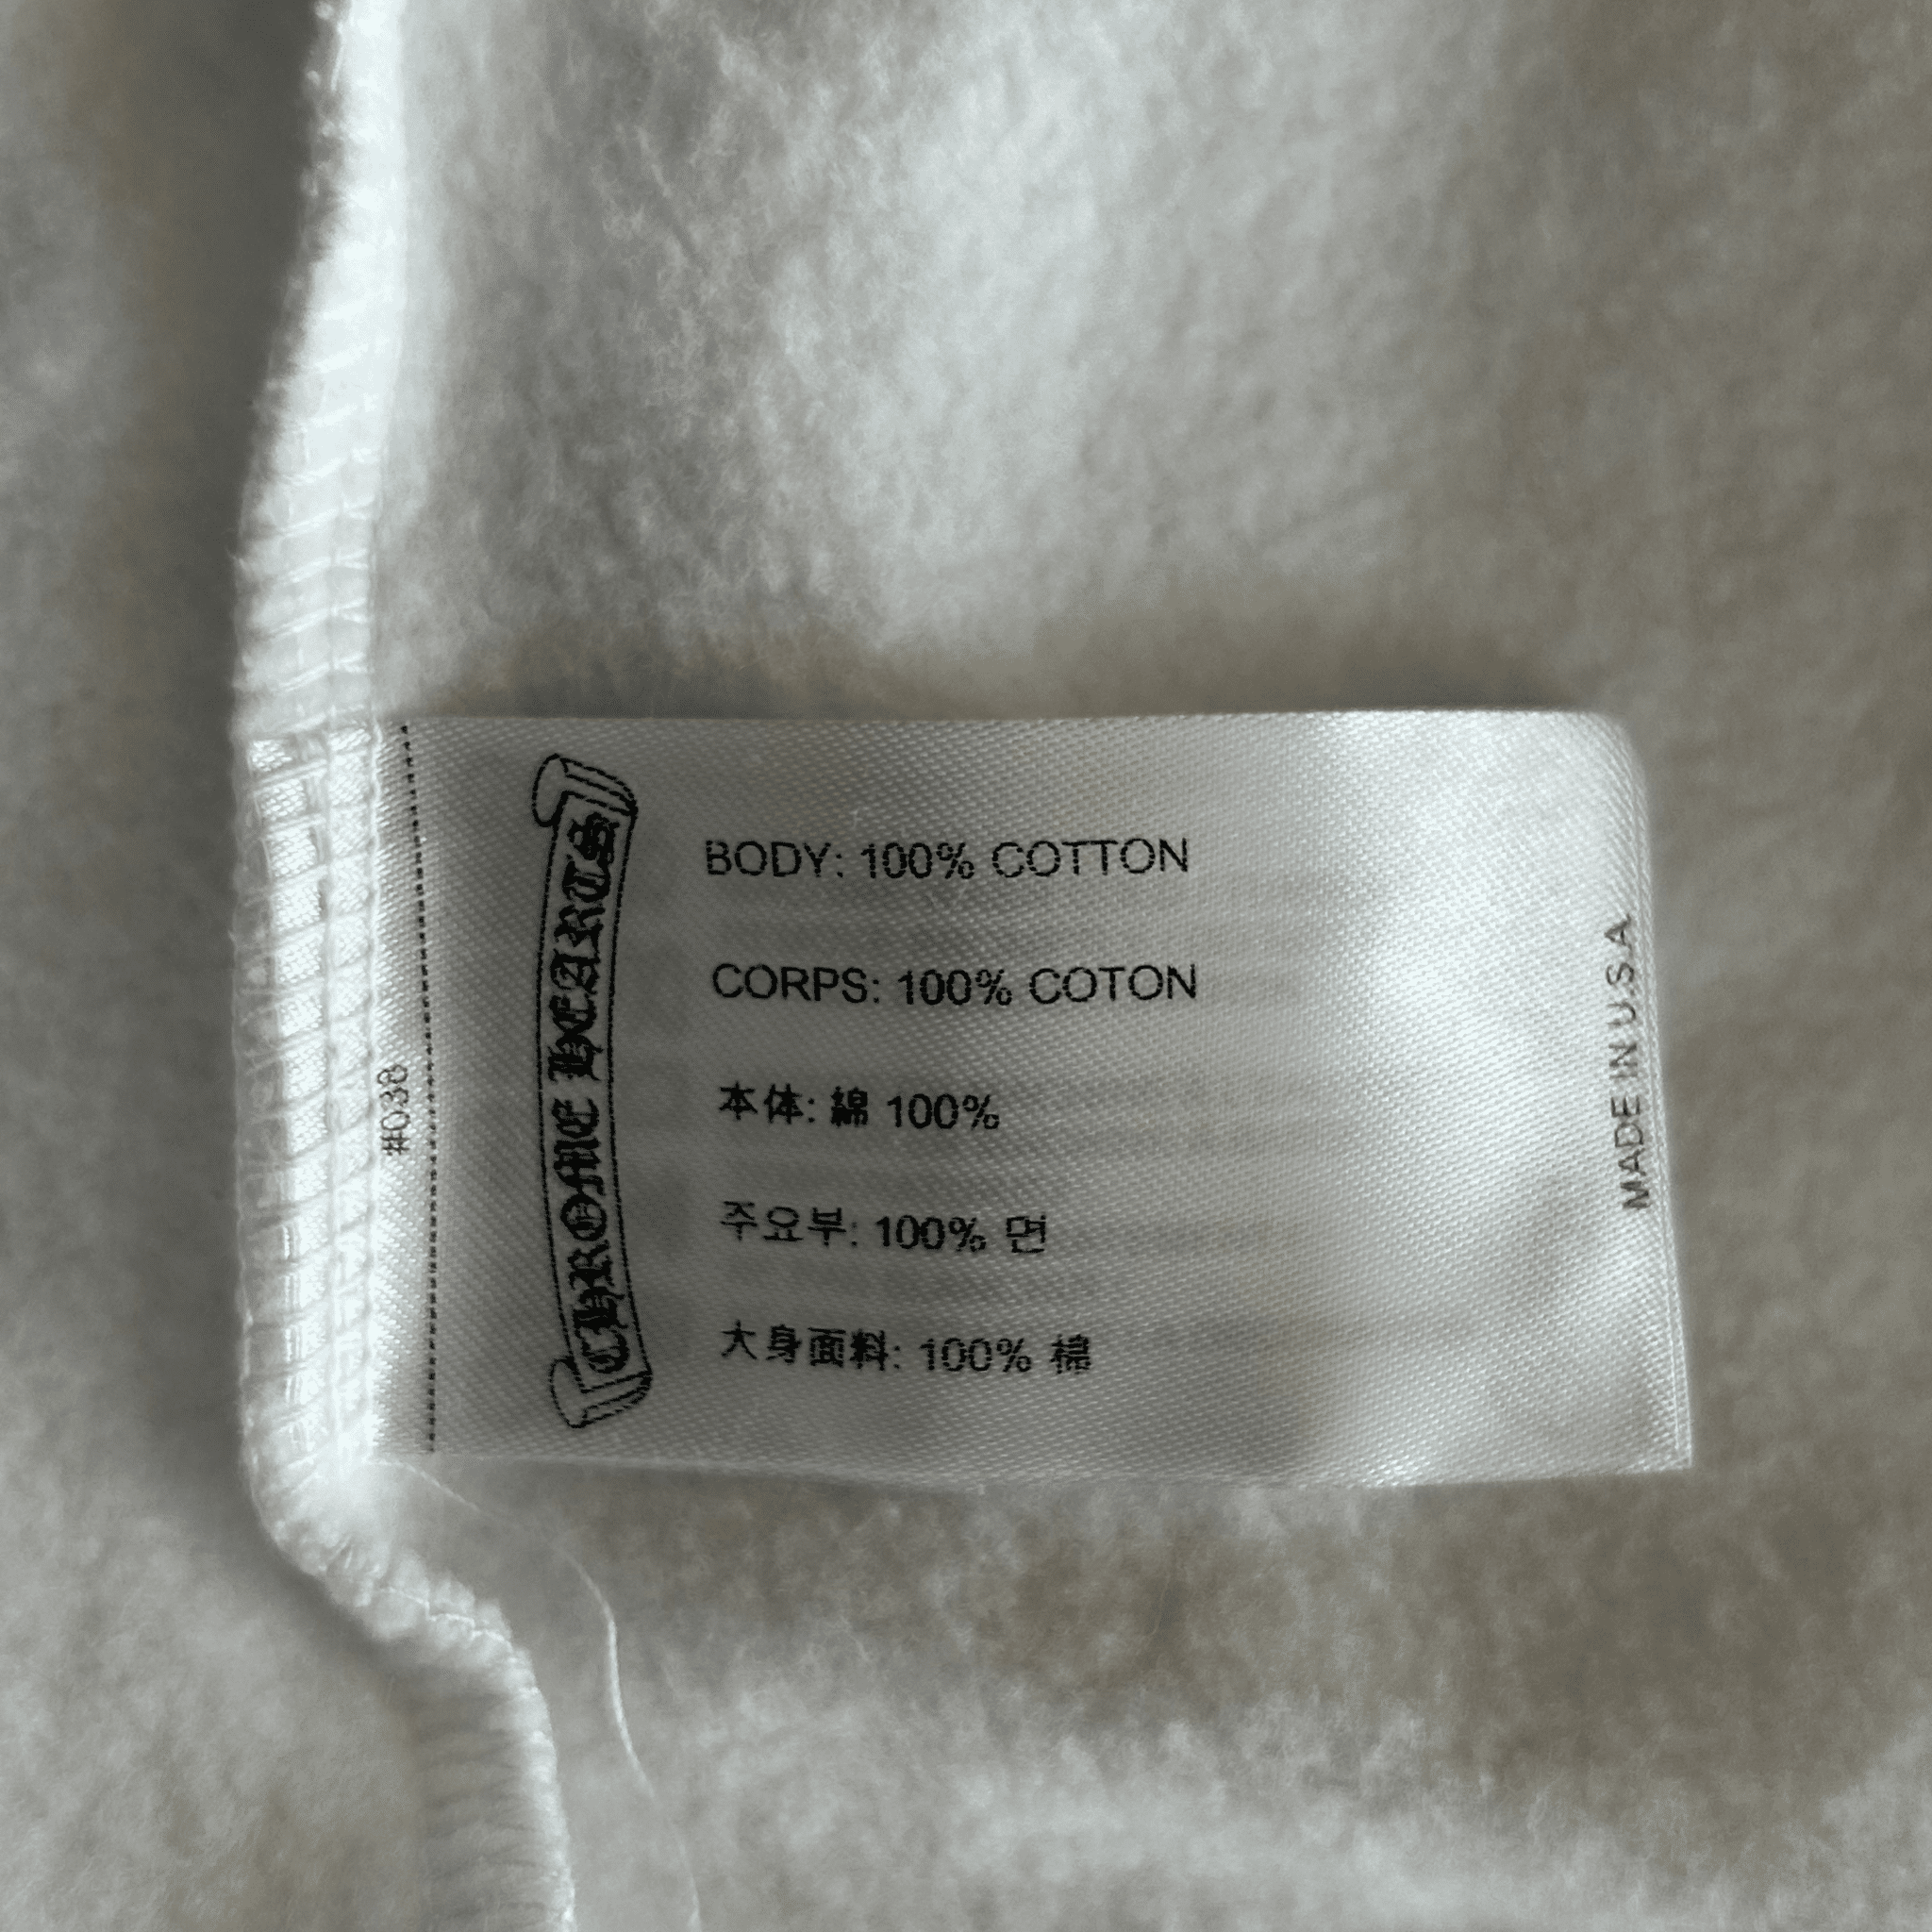 #038
CHROME HEARTS
BODY: 100% COTTON
CORPS: 100% COTON
本体: 綿 100%
주요부: 100% 면
大身面料: 100% 棉
MADE IN U.S.A